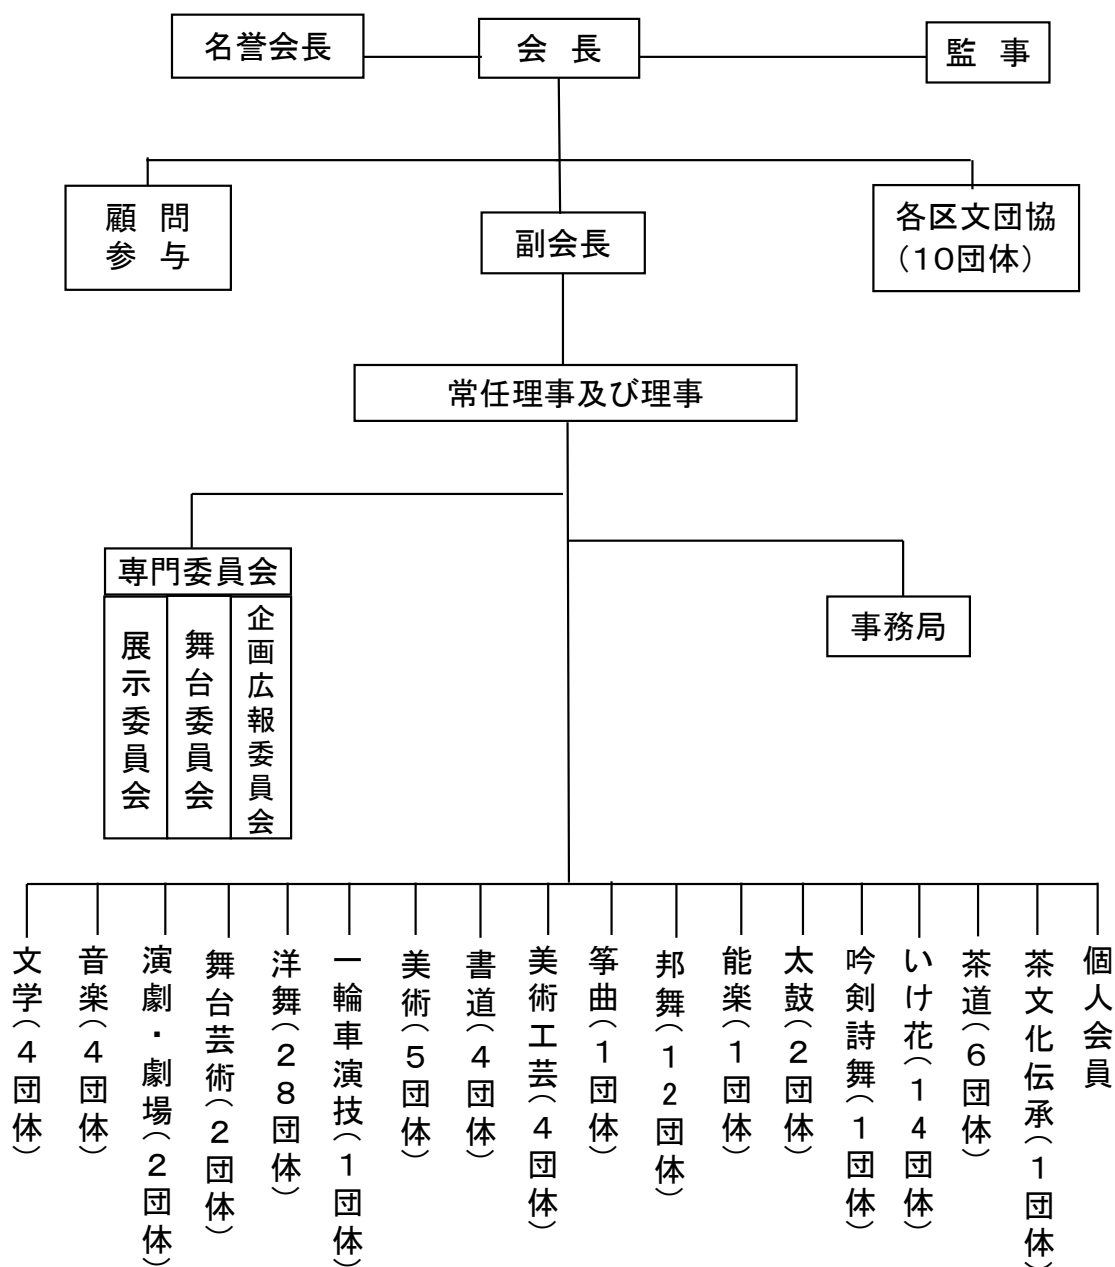 名誉会長
会 長
監 事
顧 問
参 与
副会長
各区文団協
（１０団体）
常任理事及び理事
専門委員会
展示委員会
舞台委員会
企画広報委員会
事務局
文学（４団体）
音楽（４団体）
演劇・劇場（２団体）
舞台芸術（２団体）
洋舞（２８団体）
一輪車演技（１団体）
美術（５団体）
書道（４団体）
美術工芸（４団体）
筝曲（１団体）
邦舞（１２団体）
能楽（１団体）
太鼓（２団体）
吟剣詩舞（１団体）
いけ花（１４団体）
茶道（６団体）
茶文化伝承（１団体）
個人会員